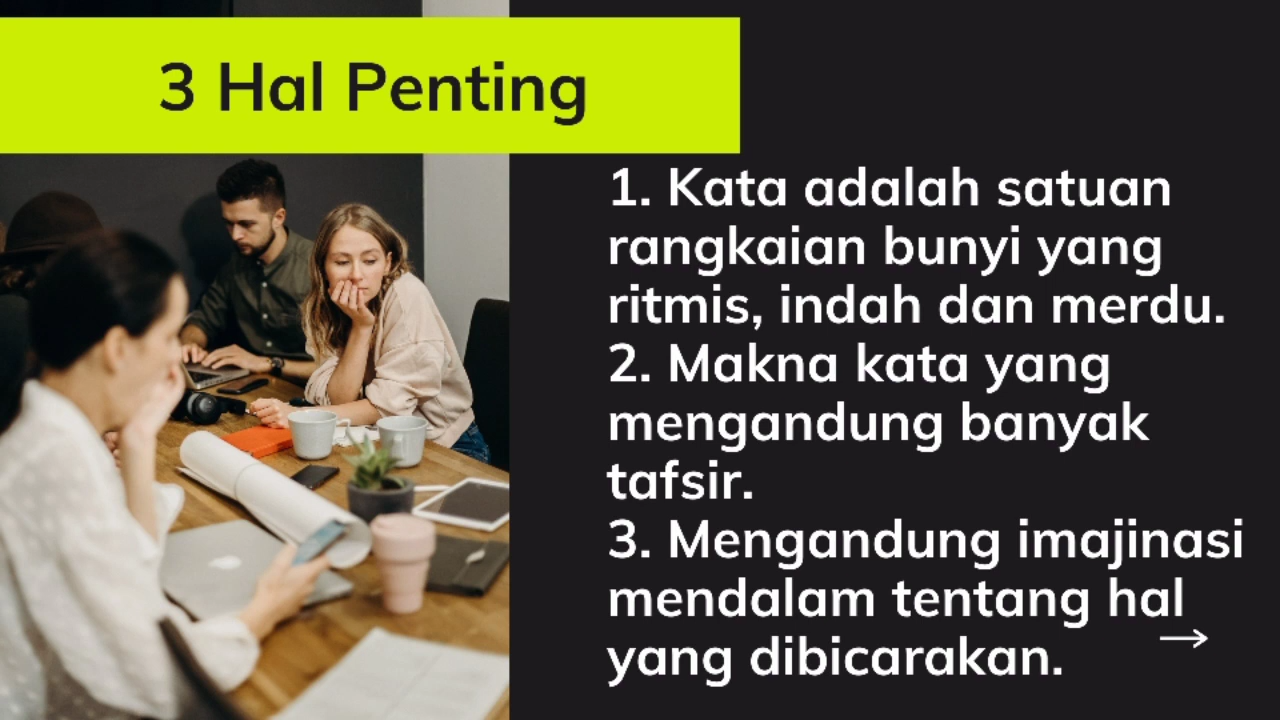 3 Hal Penting
1. Kata adalah satuan
rangkaian bunyi yang
ritmis, indah dan merdu.
2. Makna kata yang
mengandung banyak
tafsir.
3. Mengandung imajinasi
mendalam tentang hal
yang dibicarakan.